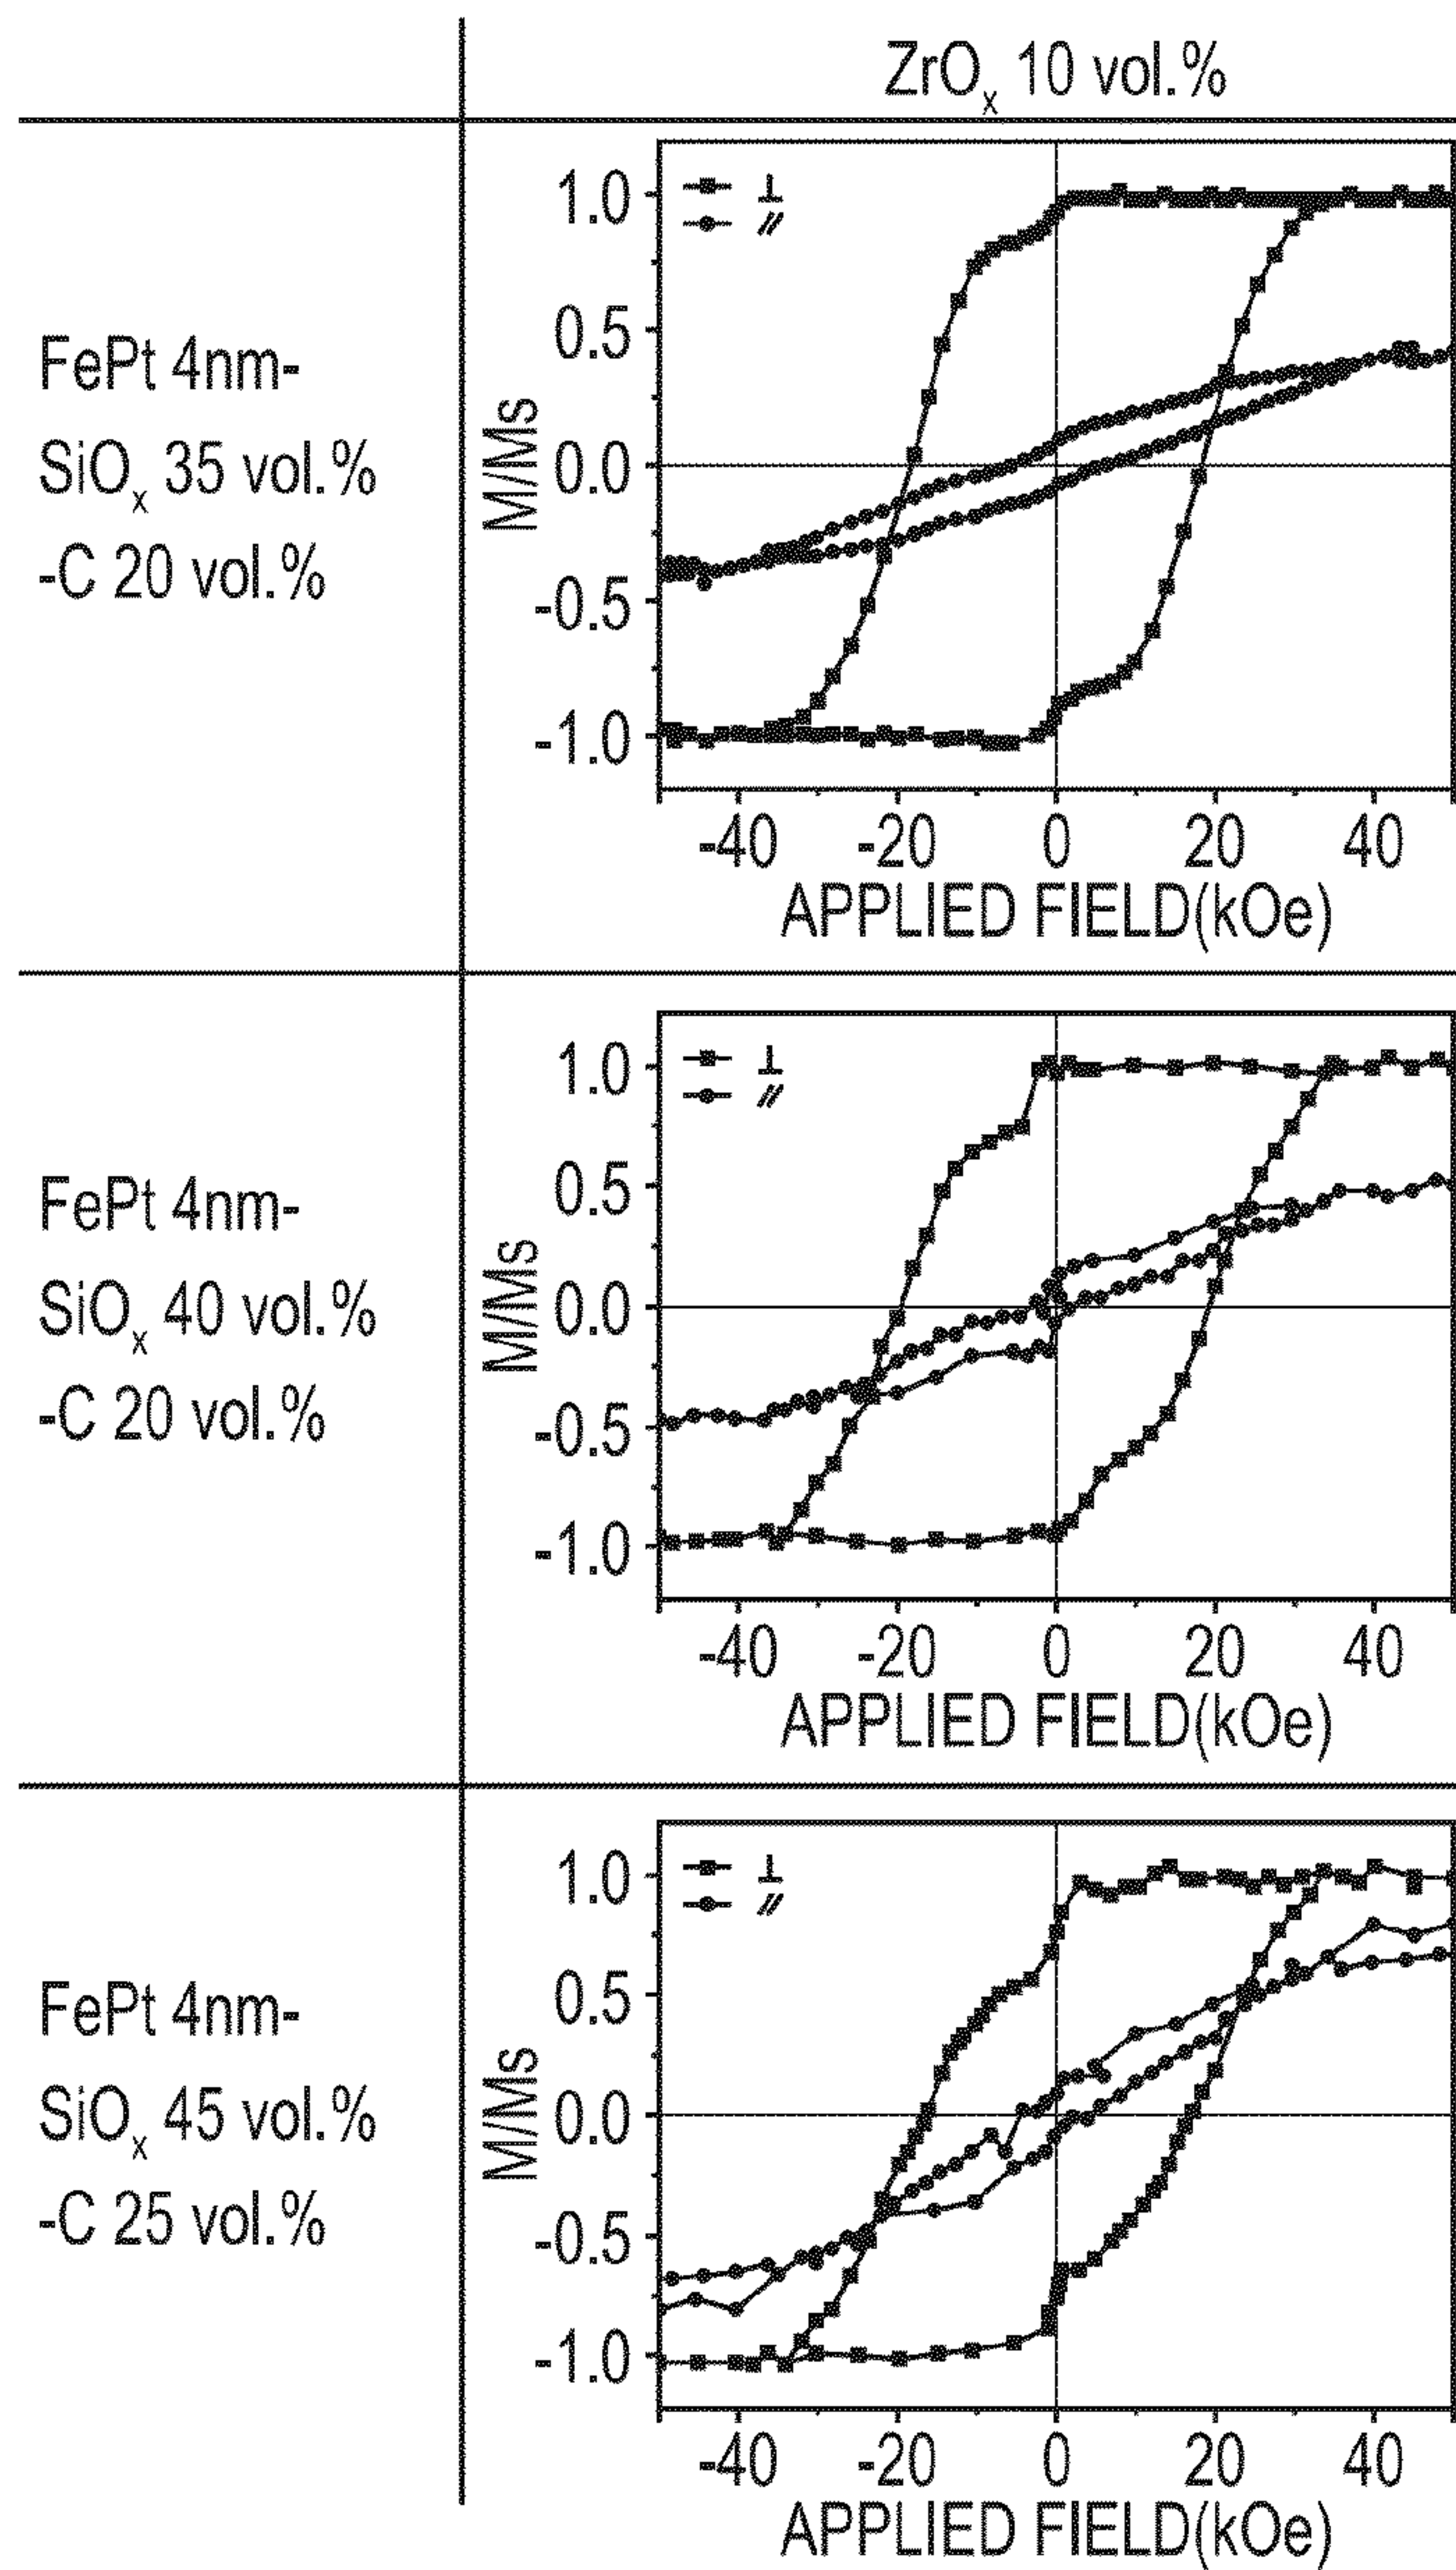 ZrOx 10 vol.%
FePt 4nm-
SiOx 35 vol.%
-C 20 vol.%
⊥
//
1.0
0.5
0.0
-0.5
-1.0
M/Ms
-40 -20 0 20 40
APPLIED FIELD(kOe)
FePt 4nm-
SiOx 40 vol.%
-C 20 vol.%
⊥
//
1.0
0.5
0.0
-0.5
-1.0
M/Ms
-40 -20 0 20 40
APPLIED FIELD(kOe)
FePt 4nm-
SiOx 45 vol.%
-C 25 vol.%
⊥
//
1.0
0.5
0.0
-0.5
-1.0
M/Ms
-40 -20 0 20 40
APPLIED FIELD(kOe)